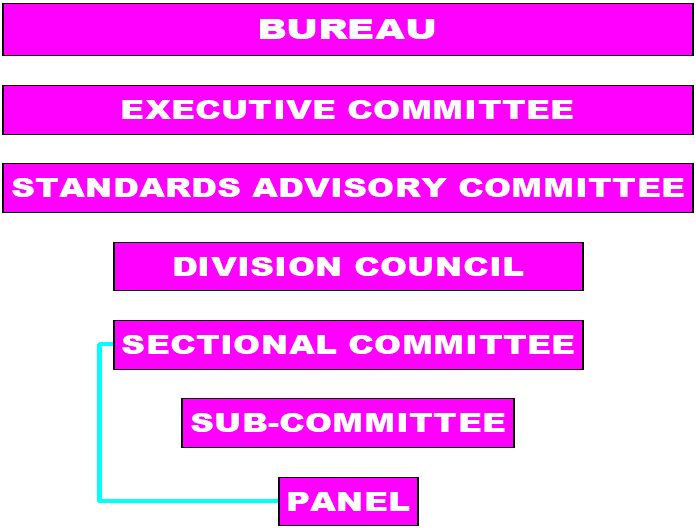 BUREAU
EXECUTIVE COMMITTEE
STANDARDS ADVISORY COMMITTEE
DIVISION COUNCIL
SECTIONAL COMMITTEE
SUB-COMMITTEE
PANEL